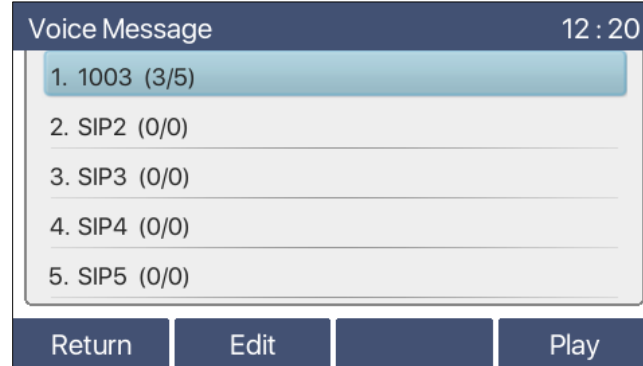 Voice Message 12 : 20
1. 1003 (3/5)
2. SIP2 (0/0)
3. SIP3 (0/0)
4. SIP4 (0/0)
5. SIP5 (0/0)
Return Edit Play